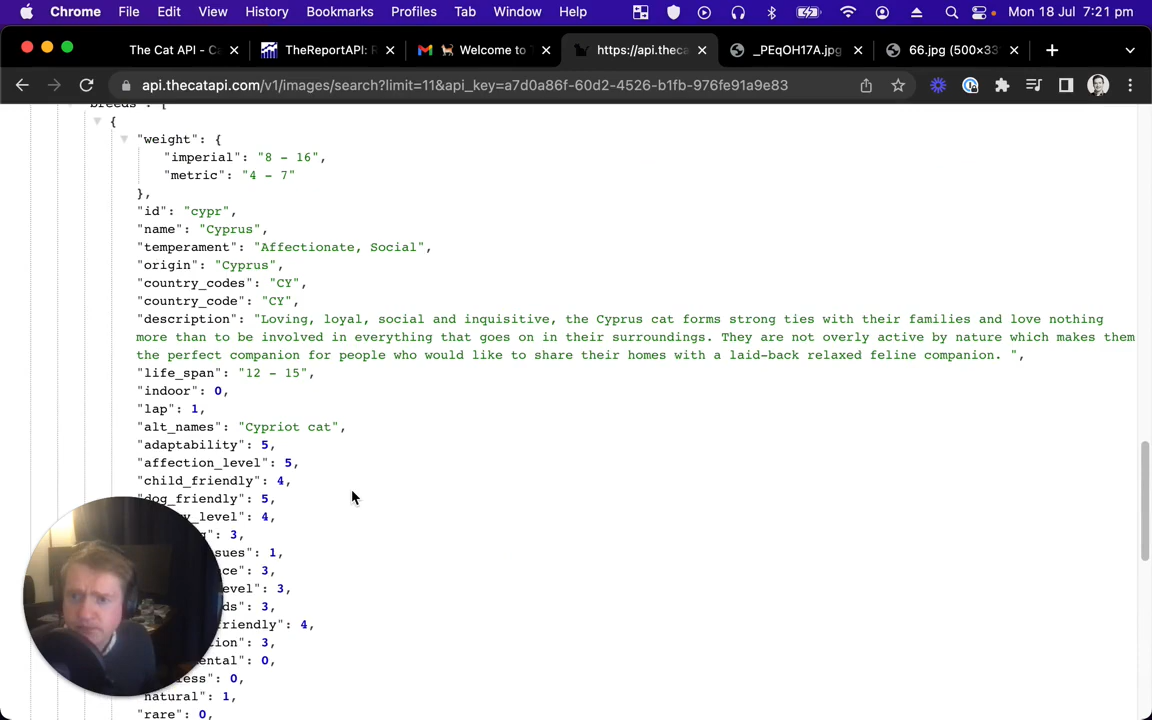 Chrome File Edit View History Bookmarks Profiles Tab Window Help Mon 18 Jul 7:21 pm
The Cat API - C TheReportAPI: R Welcome to https://api.theca _PEqOH17A.jpg 66.jpg (500×33
api.thecatapi.com/v1/images/search?limit=11&api_key=a7d0a86f-60d2-4526-b1fb-976fe91a9e83
breeds": [
{
"weight": {
"imperial": "8 - 16",
"metric": "4 - 7"
},
"id": "cypr",
"name": "Cyprus",
"temperament": "Affectionate, Social",
"origin": "Cyprus",
"country_codes": "CY",
"country_code": "CY",
"description": "Loving, loyal, social and inquisitive, the Cyprus cat forms strong ties with their families and love nothing
more than to be involved in everything that goes on in their surroundings. They are not overly active by nature which makes them
the perfect companion for people who would like to share their homes with a laid-back relaxed feline companion. ",
"life_span": "12 - 15",
"indoor": 0,
"lap": 1,
"alt_names": "Cypriot cat",
"adaptability": 5,
"affection_level": 5,
"child_friendly": 4,
"dog_friendly": 5,
y_level": 4,
g": 3,
sues": 1,
ce": 3,
evel": 3,
ds": 3,
friendly": 4,
tion": 3,
ental": 0,
less": 0,
natural": 1,
"rare": 0,